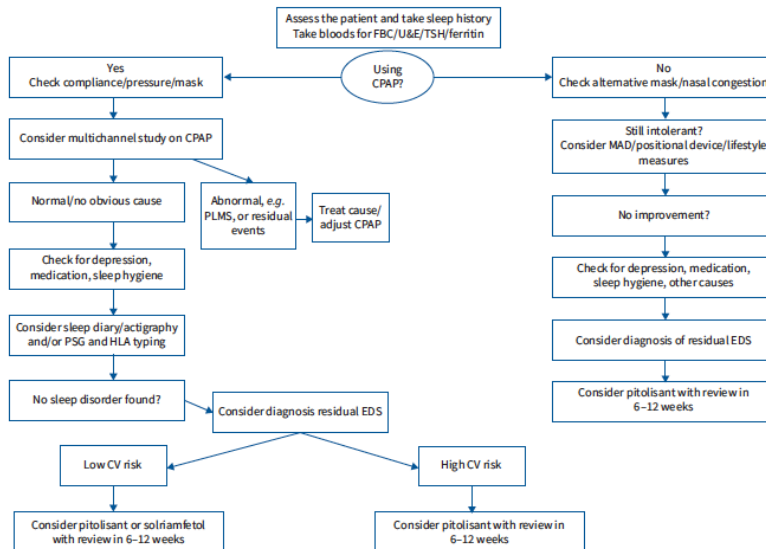 Assess the patient and take sleep history
Take bloods for FBC/U&E/TSH/ferritin
Using
CPAP?
Yes
Check compliance/pressure/mask
Consider multichannel study on CPAP
Normal/no obvious cause
Abnormal, e.g.
PLMS, or residual
events
Treat cause/
adjust CPAP
Check for depression,
medication, sleep hygiene
Consider sleep diary/actigraphy
and/or PSG and HLA typing
No sleep disorder found?
Consider diagnosis residual EDS
Low CV risk
High CV risk
Consider pitolisant or solriamfetol
with review in 6–12 weeks
Consider pitolisant with review in
6–12 weeks
No
Check alternative mask/nasal congestion
Still intolerant?
Consider MAD/positional device/lifestyle
measures
No improvement?
Check for depression, medication,
sleep hygiene, other causes
Consider diagnosis of residual EDS
Consider pitolisant with review in
6–12 weeks